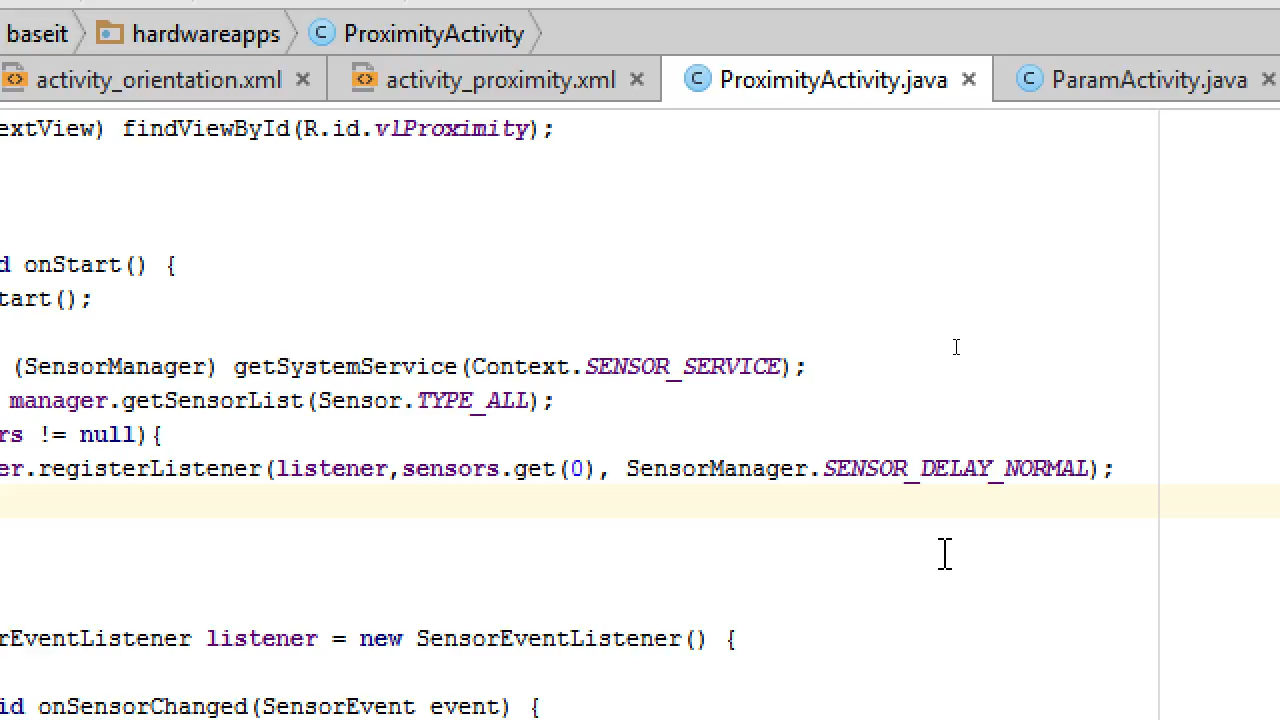 baseit hardwareapps C ProximityActivity
activity_orientation.xml activity_proximity.xml C ProximityActivity.java C ParamActivity.java
extView) findViewById(R.id.vlProximity);
d onStart() {
tart();
(SensorManager) getSystemService(Context.SENSOR_SERVICE);
manager.getSensorList(Sensor.TYPE_ALL);
rs != null){
er.registerListener(listener,sensors.get(0), SensorManager.SENSOR_DELAY_NORMAL);
rEventListener listener = new SensorEventListener() {
id onSensorChanged(SensorEvent event) {